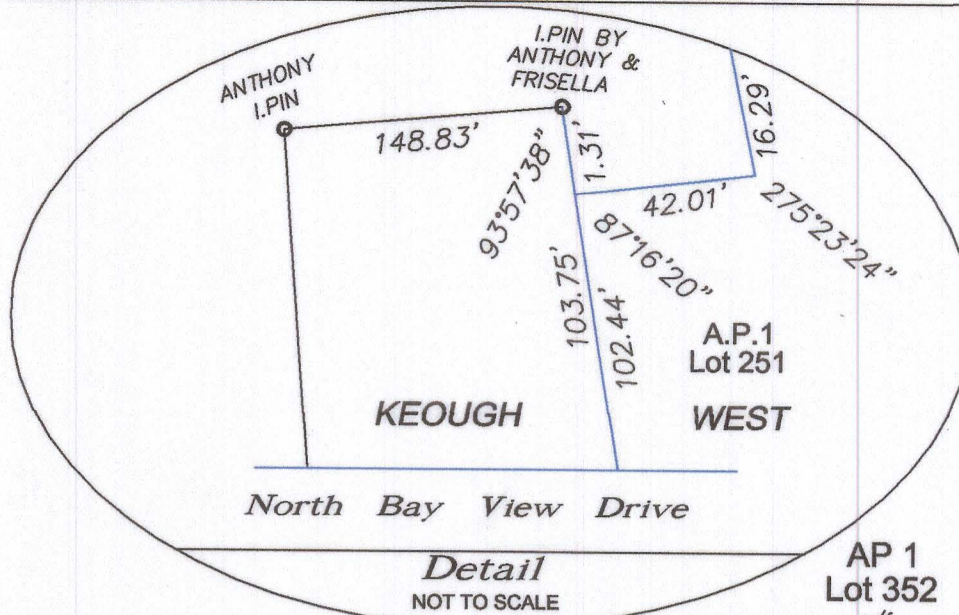 ANTHONY
I.PIN
I.PIN BY
ANTHONY &
FRISELLA
148.83'
93°57'38"
1.31'
16.29'
42.01'
275°23'24"
87°16'20"
103.75'
102.44'
A.P.1
Lot 251
KEOUGH
WEST
North Bay View Drive
Detail
NOT TO SCALE
AP 1
Lot 352